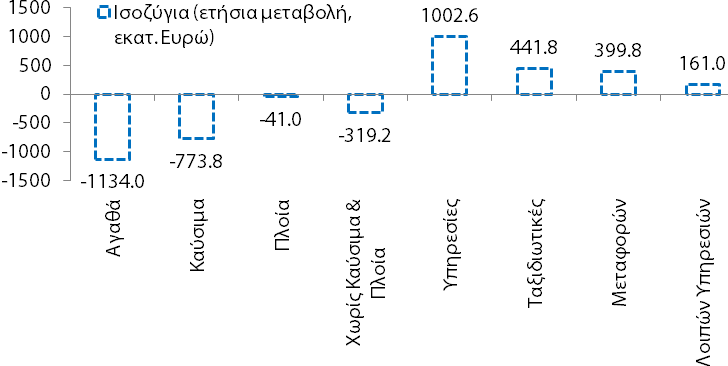 1500
1000
500
0
-500
-1000
-1500
Ισοζύγια (ετήσια μεταβολή,
εκατ. Ευρώ)
-1134.0
-773.8
-41.0
-319.2
1002.6
441.8
399.8
161.0
Αγαθά
Καύσιμα
Πλοία
Χωρίς Καύσιμα &
Πλοία
Υπηρεσίες
Ταξιδιωτικές
Μεταφορών
Λοιπών Υπηρεσιών